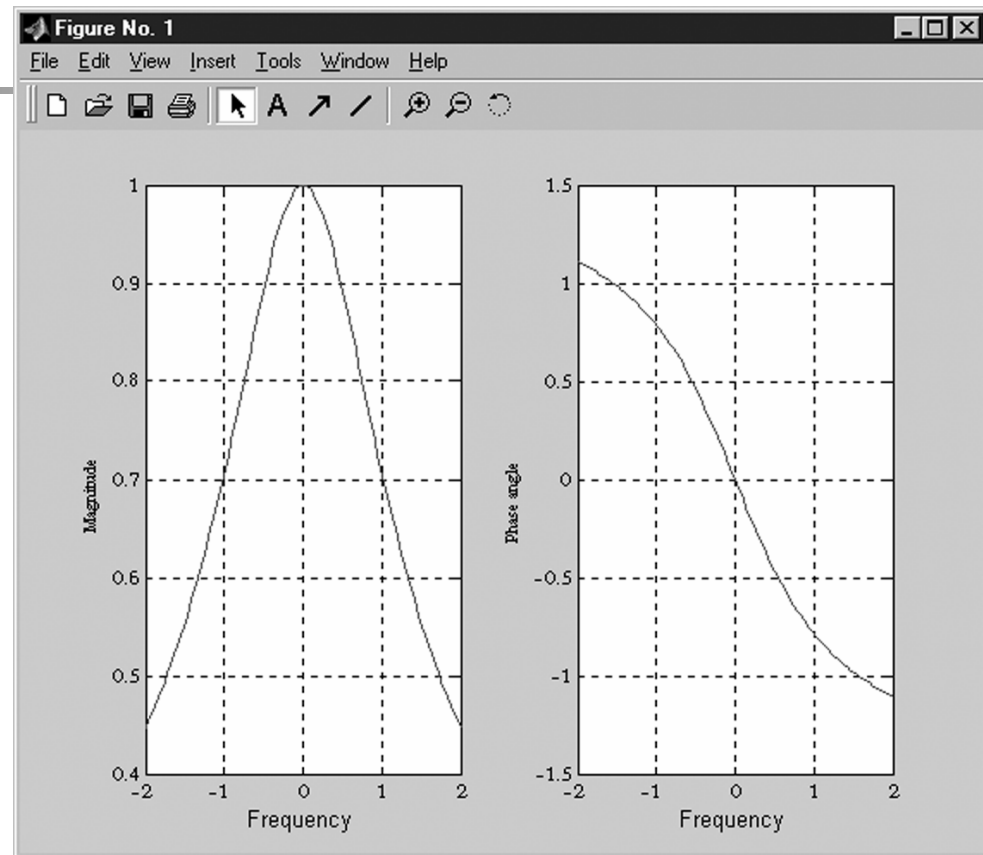 Figure No. 1
File Edit View Insert Tools Window Help
A
1
0.9
0.8
0.7
0.6
0.5
0.4
-2 -1 0 1 2
Magnitude
Frequency
1.5
1
0.5
0
-0.5
-1
-1.5
-2 -1 0 1 2
Phase angle
Frequency